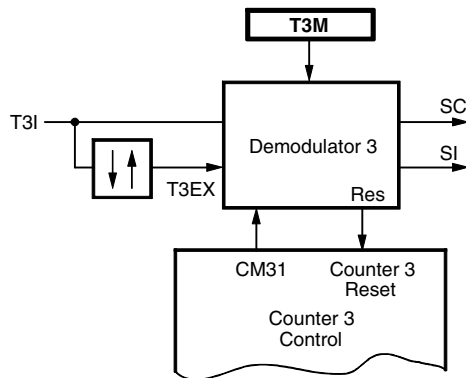 T3M
SC
T3I
Demodulator 3
SI
T3EX
Res
CM31
Counter 3
Reset
Counter 3
Control